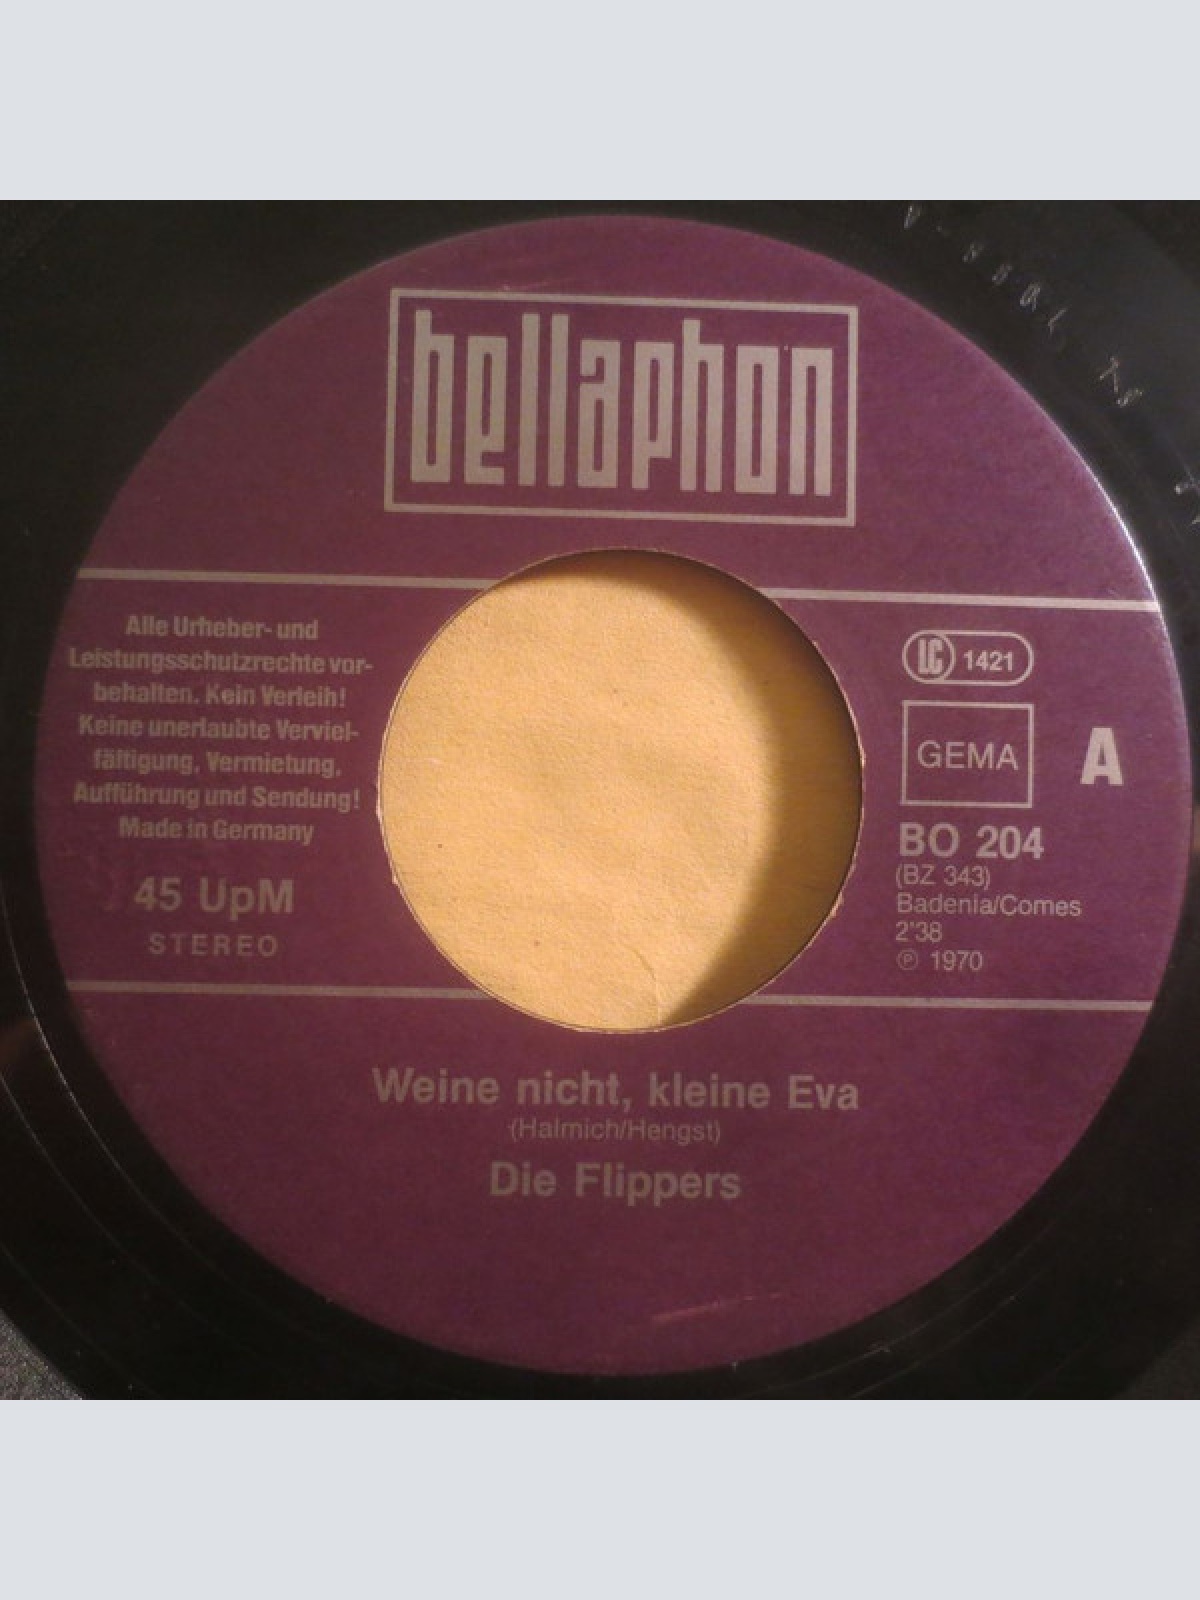 bellaphon
Alle Urheber- und
Leistungsschutzrechte vor-
behalten. Kein Verleih!
Keine unerlaubte Verviel-
fältigung, Vermietung,
Aufführung und Sendung!
Made in Germany
45 UpM
STEREO
LC 1421
GEMA
A
BO 204
(BZ 343)
Badenia/Comes
2'38
℗ 1970
Weine nicht, kleine Eva
(Halmich/Hengst)
Die Flippers